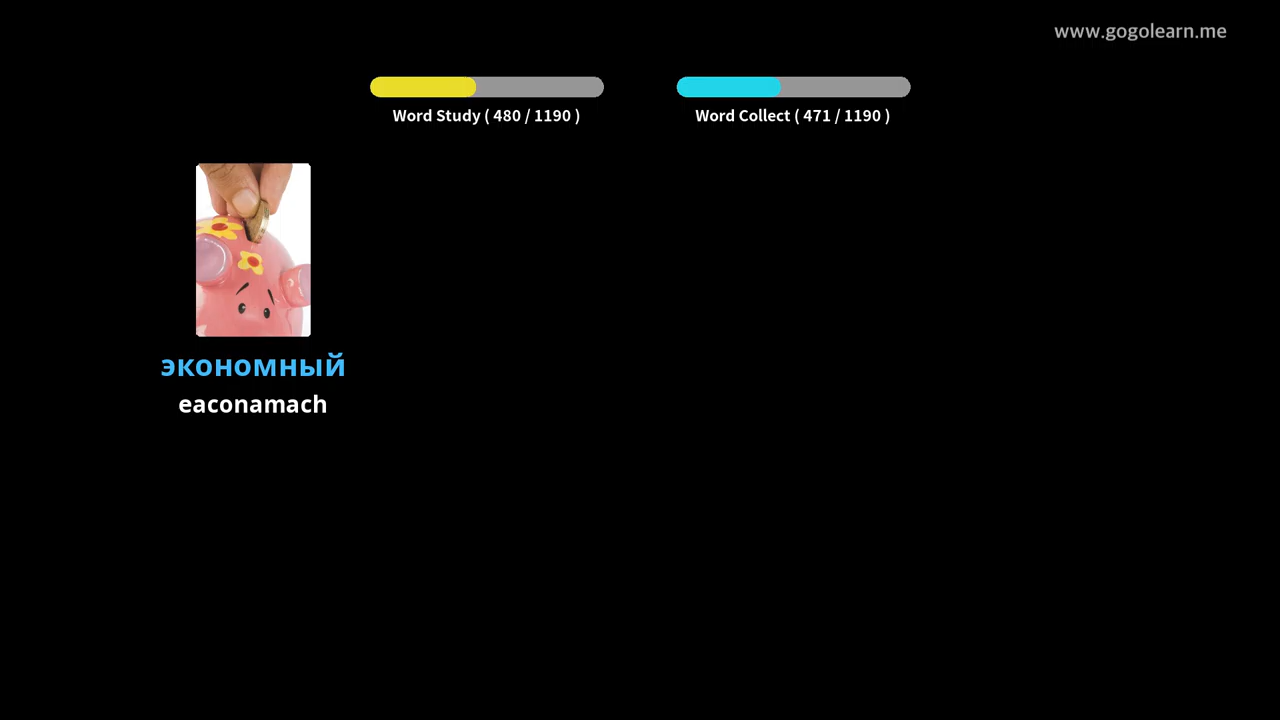 www.gogolearn.me
Word Study ( 480 / 1190 )
Word Collect ( 471 / 1190 )
экономный
eaconamach